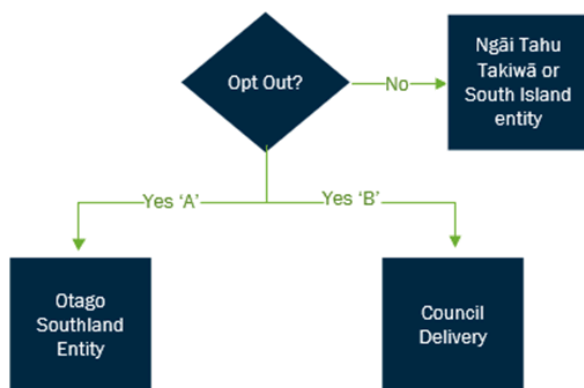 Opt Out?
No
Ngāi Tahu
Takiwā or
South Island
entity
Yes ‘A’
Yes ‘B’
Otago
Southland
Entity
Council
Delivery